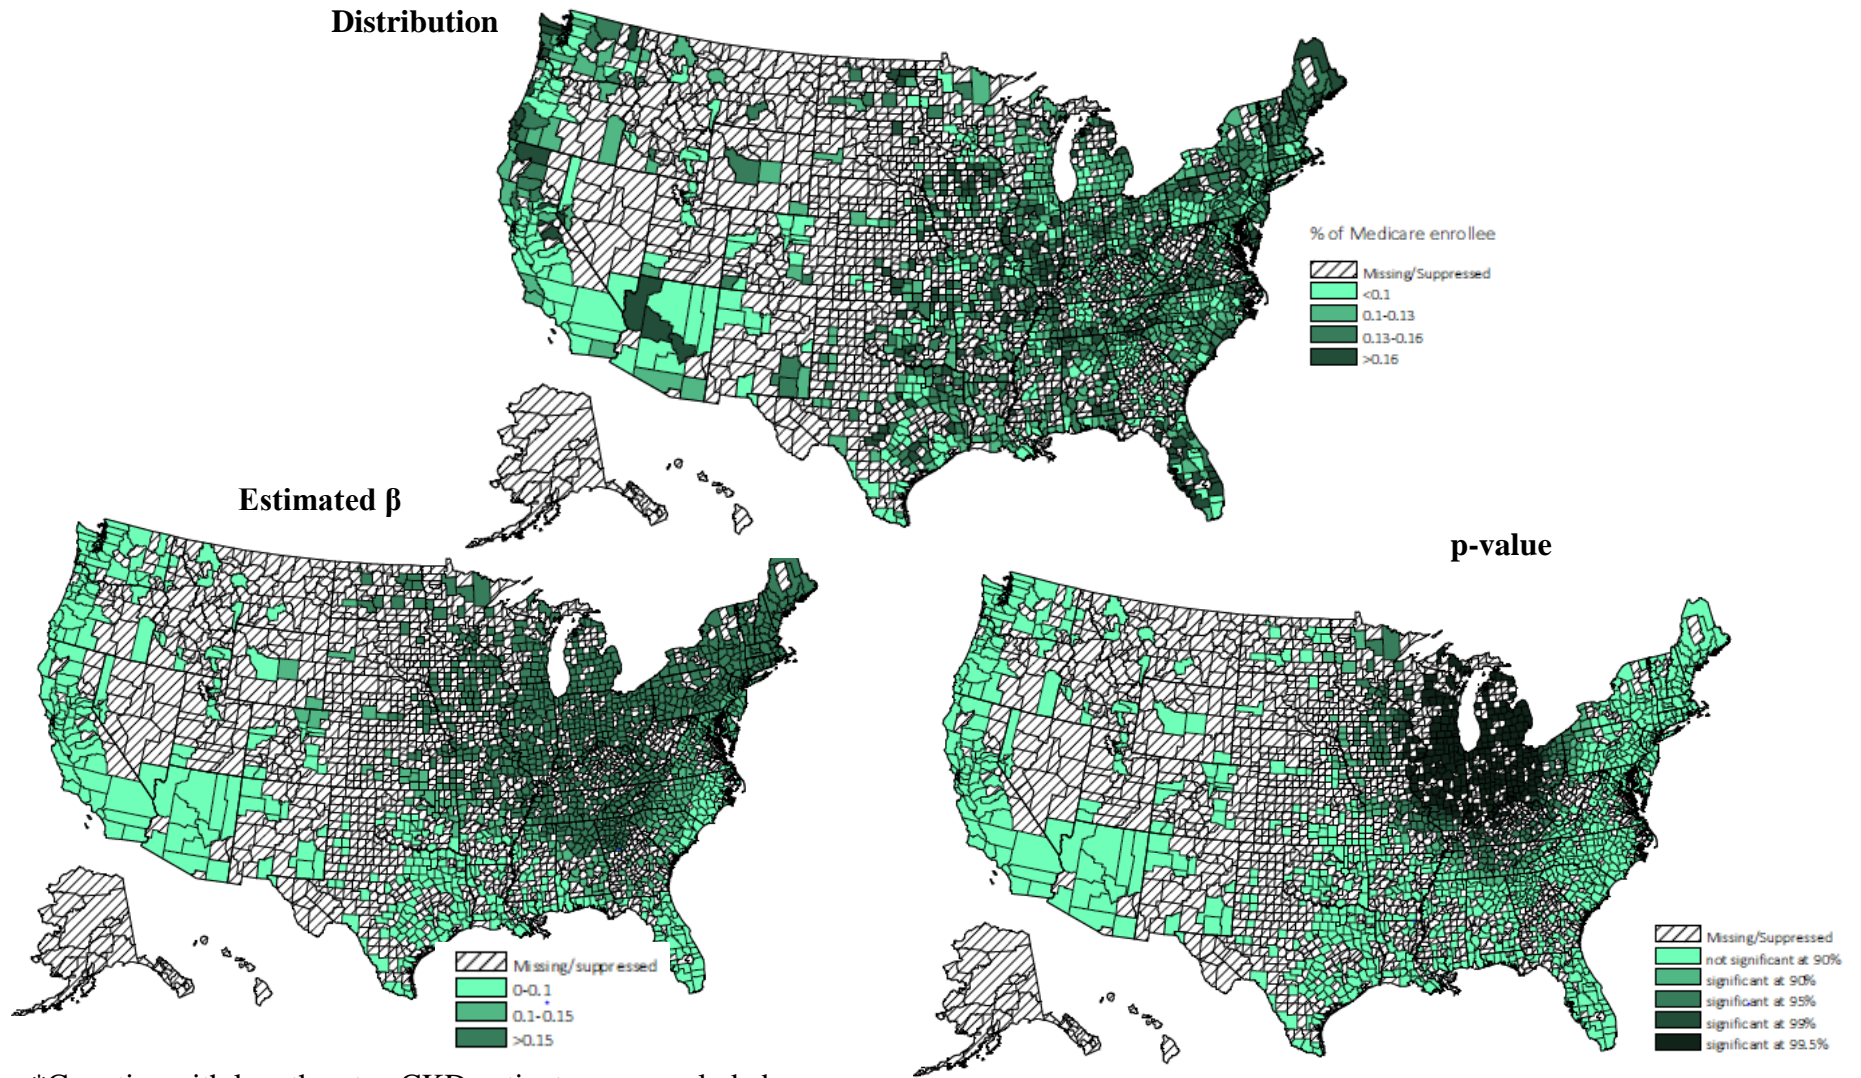 Distribution
% of Medicare enrollee
Missing/Suppressed
<0.1
0.1-0.13
0.13-0.16
>0.16
Estimated β
Missing/suppressed
0-0.1
0.1-0.15
>0.15
p-value
Missing/Suppressed
not significant at 90%
significant at 90%
significant at 95%
significant at 99%
significant at 99.5%